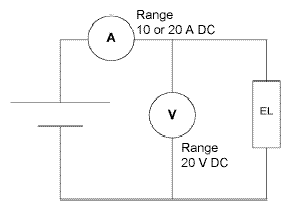 Range
10 or 20 A DC
A
V
EL
Range
20 V DC